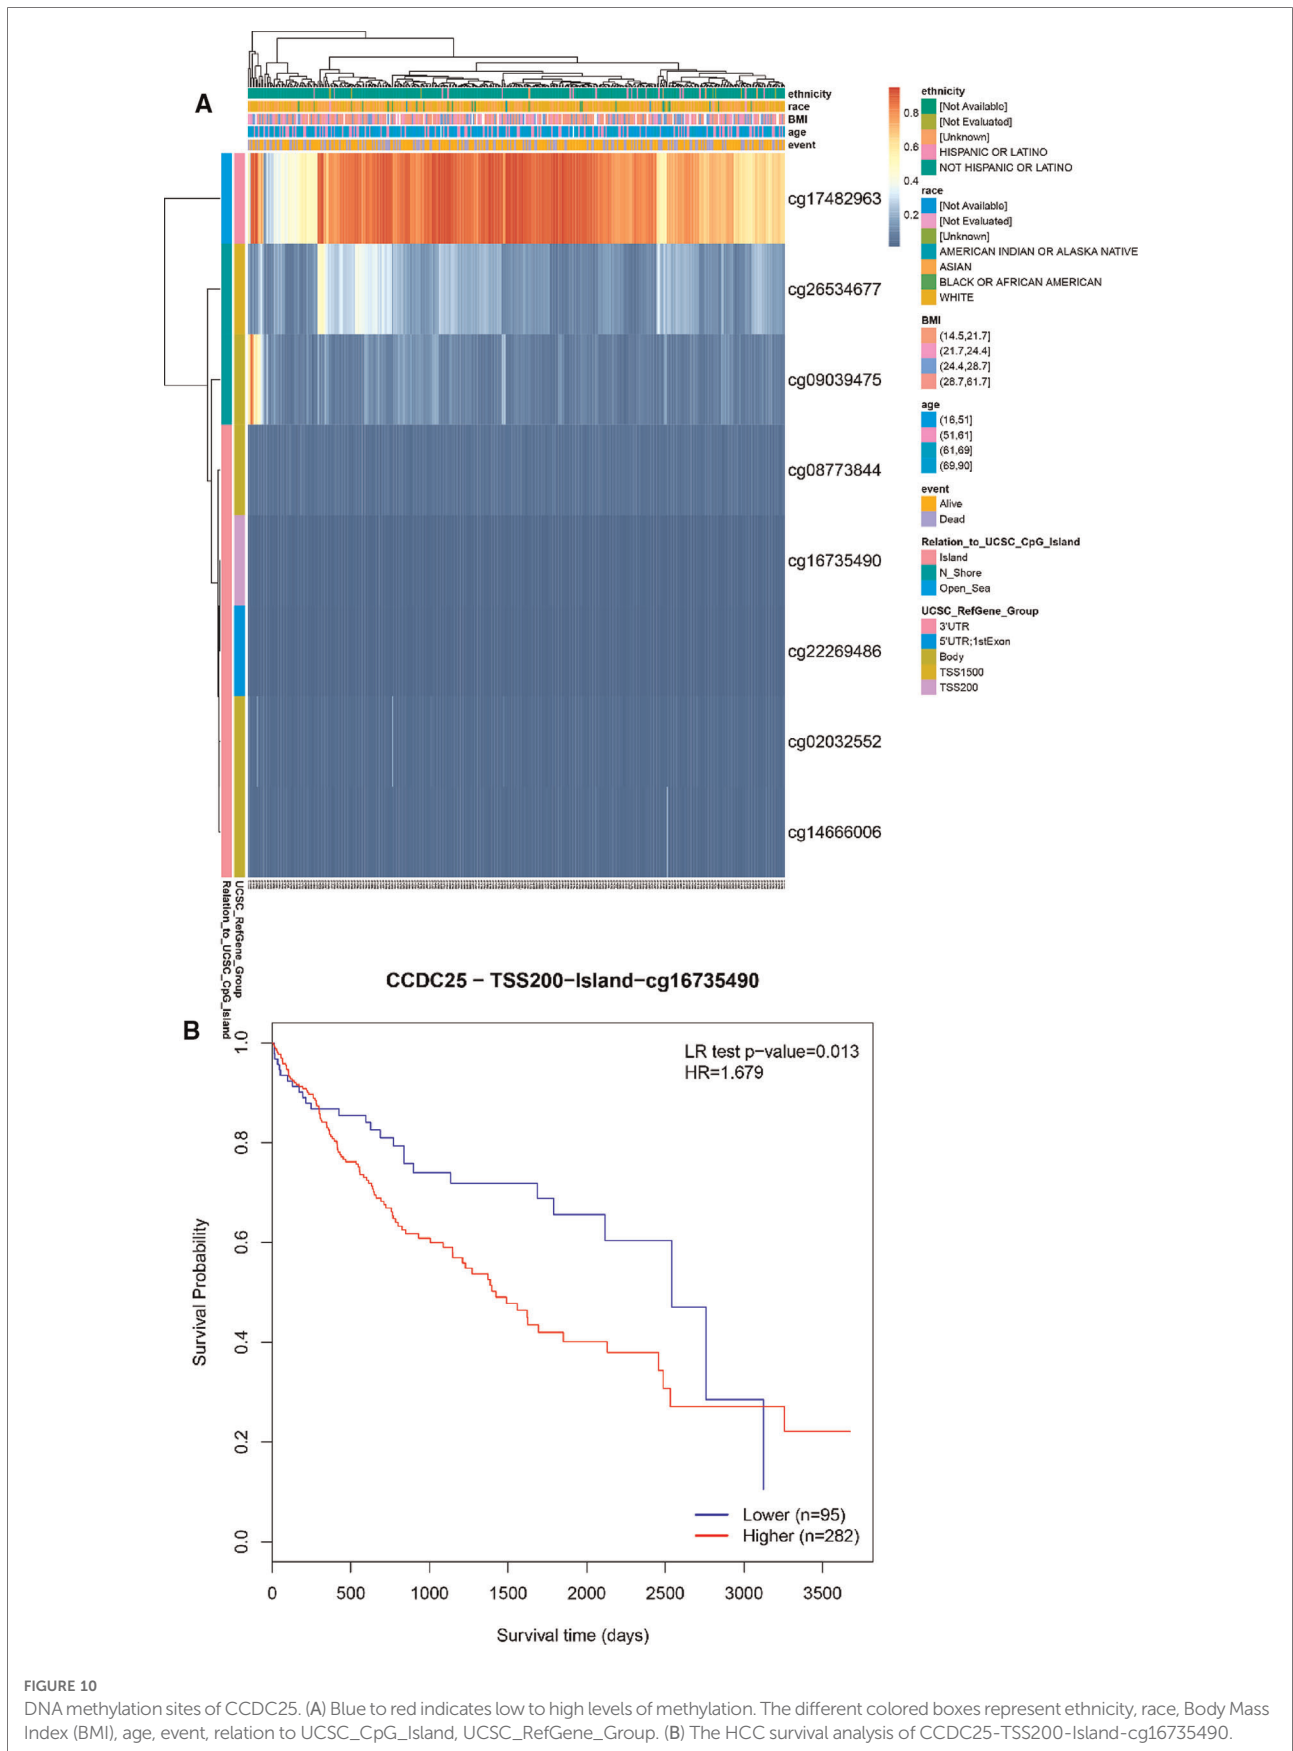 A
ethnicity
race
BMI
age
event
cg17482963
cg26534677
cg09039475
cg08773844
cg16735490
cg22269486
cg02032552
cg14666006
0.8
0.6
0.4
0.2
ethnicity
[Not Available]
[Not Evaluated]
[Unknown]
HISPANIC OR LATINO
NOT HISPANIC OR LATINO
race
[Not Available]
[Not Evaluated]
[Unknown]
AMERICAN INDIAN OR ALASKA NATIVE
ASIAN
BLACK OR AFRICAN AMERICAN
WHITE
BMI
(14.5,21.7]
(21.7,24.4]
(24.4,28.7]
(28.7,61.7]
age
(16,51]
(51,61]
(61,69]
(69,90]
event
Alive
Dead
Relation_to_UCSC_CpG_Island
Island
N_Shore
Open_Sea
UCSC_RefGene_Group
3'UTR
5'UTR;1stExon
Body
TSS1500
TSS200
UCSC_RefGene_Group
Relation_to_UCSC_CpG_Island
CCDC25 – TSS200–Island–cg16735490
B
LR test p-value=0.013
HR=1.679
Survival Probability
1.0
0.8
0.6
0.4
0.2
0.0
Lower (n=95)
Higher (n=282)
0 500 1000 1500 2000 2500 3000 3500
Survival time (days)
FIGURE 10
DNA methylation sites of CCDC25. (A) Blue to red indicates low to high levels of methylation. The different colored boxes represent ethnicity, race, Body Mass
Index (BMI), age, event, relation to UCSC_CpG_Island, UCSC_RefGene_Group. (B) The HCC survival analysis of CCDC25-TSS200-Island-cg16735490.